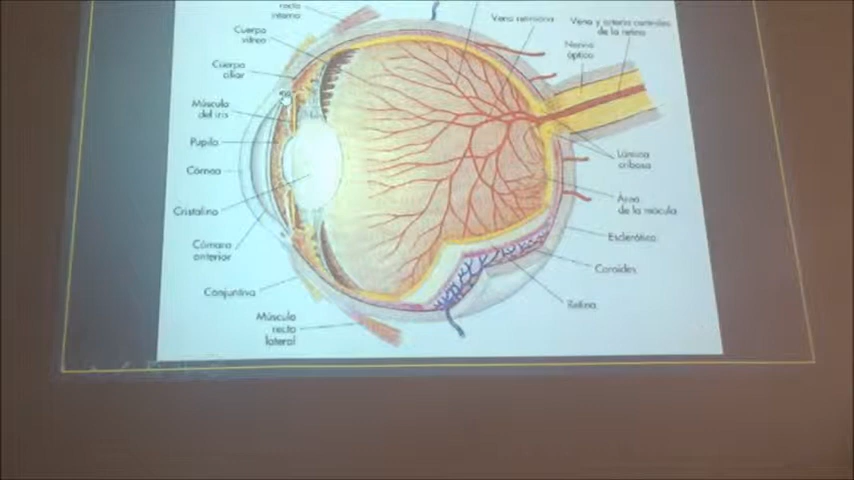 recto
interno
Cuerpo
vítreo
Cuerpo
ciliar
Músculo
del iris
Pupila
Córnea
Cristalino
Cámara
anterior
Conjuntiva
Músculo
recto
lateral
Vena retiniana
Vena y arteria centrales
de la retina
Nervio
óptico
Lámina
cribosa
Área
de la mácula
Esclerótica
Coroides
Retina